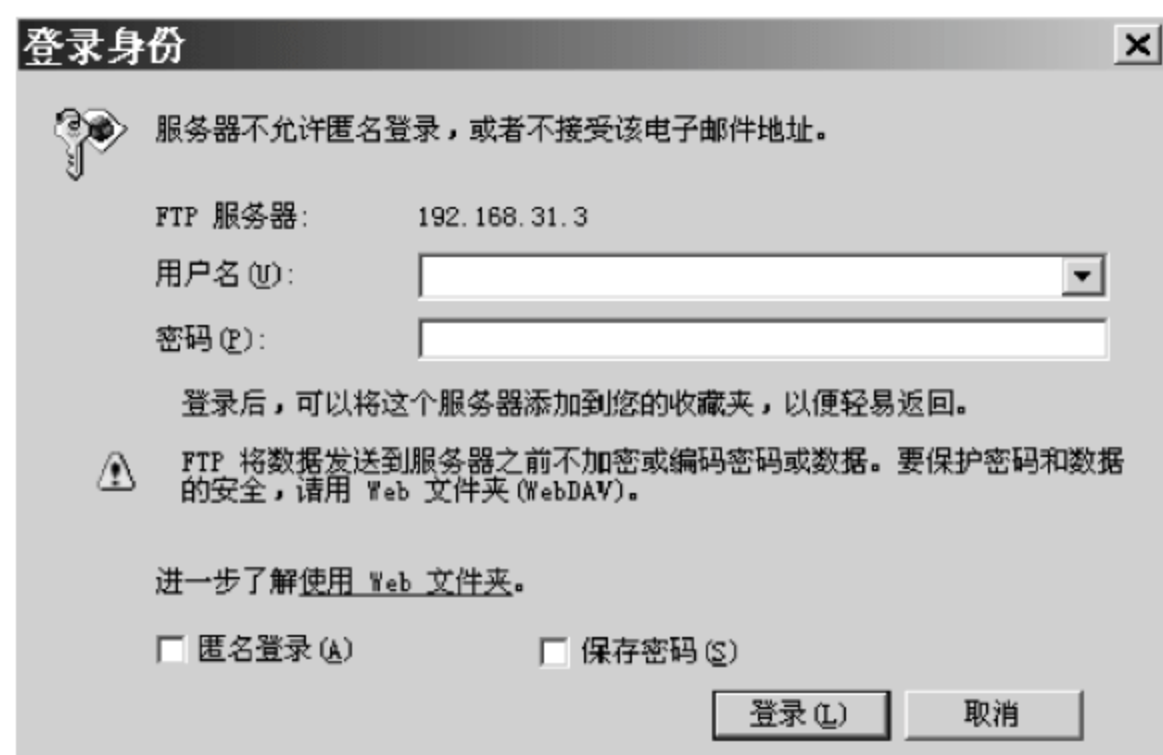 登录身份
服务器不允许匿名登录，或者不接受该电子邮件地址。
FTP 服务器: 192.168.31.3
用户名(U):
密码(P):
登录后，可以将这个服务器添加到您的收藏夹，以便轻易返回。
FTP 将数据发送到服务器之前不加密或编码密码或数据。要保护密码和数据
的安全，请用 Web 文件夹(WebDAV)。
进一步了解使用 Web 文件夹。
匿名登录(A) 保存密码(S)
登录(L) 取消